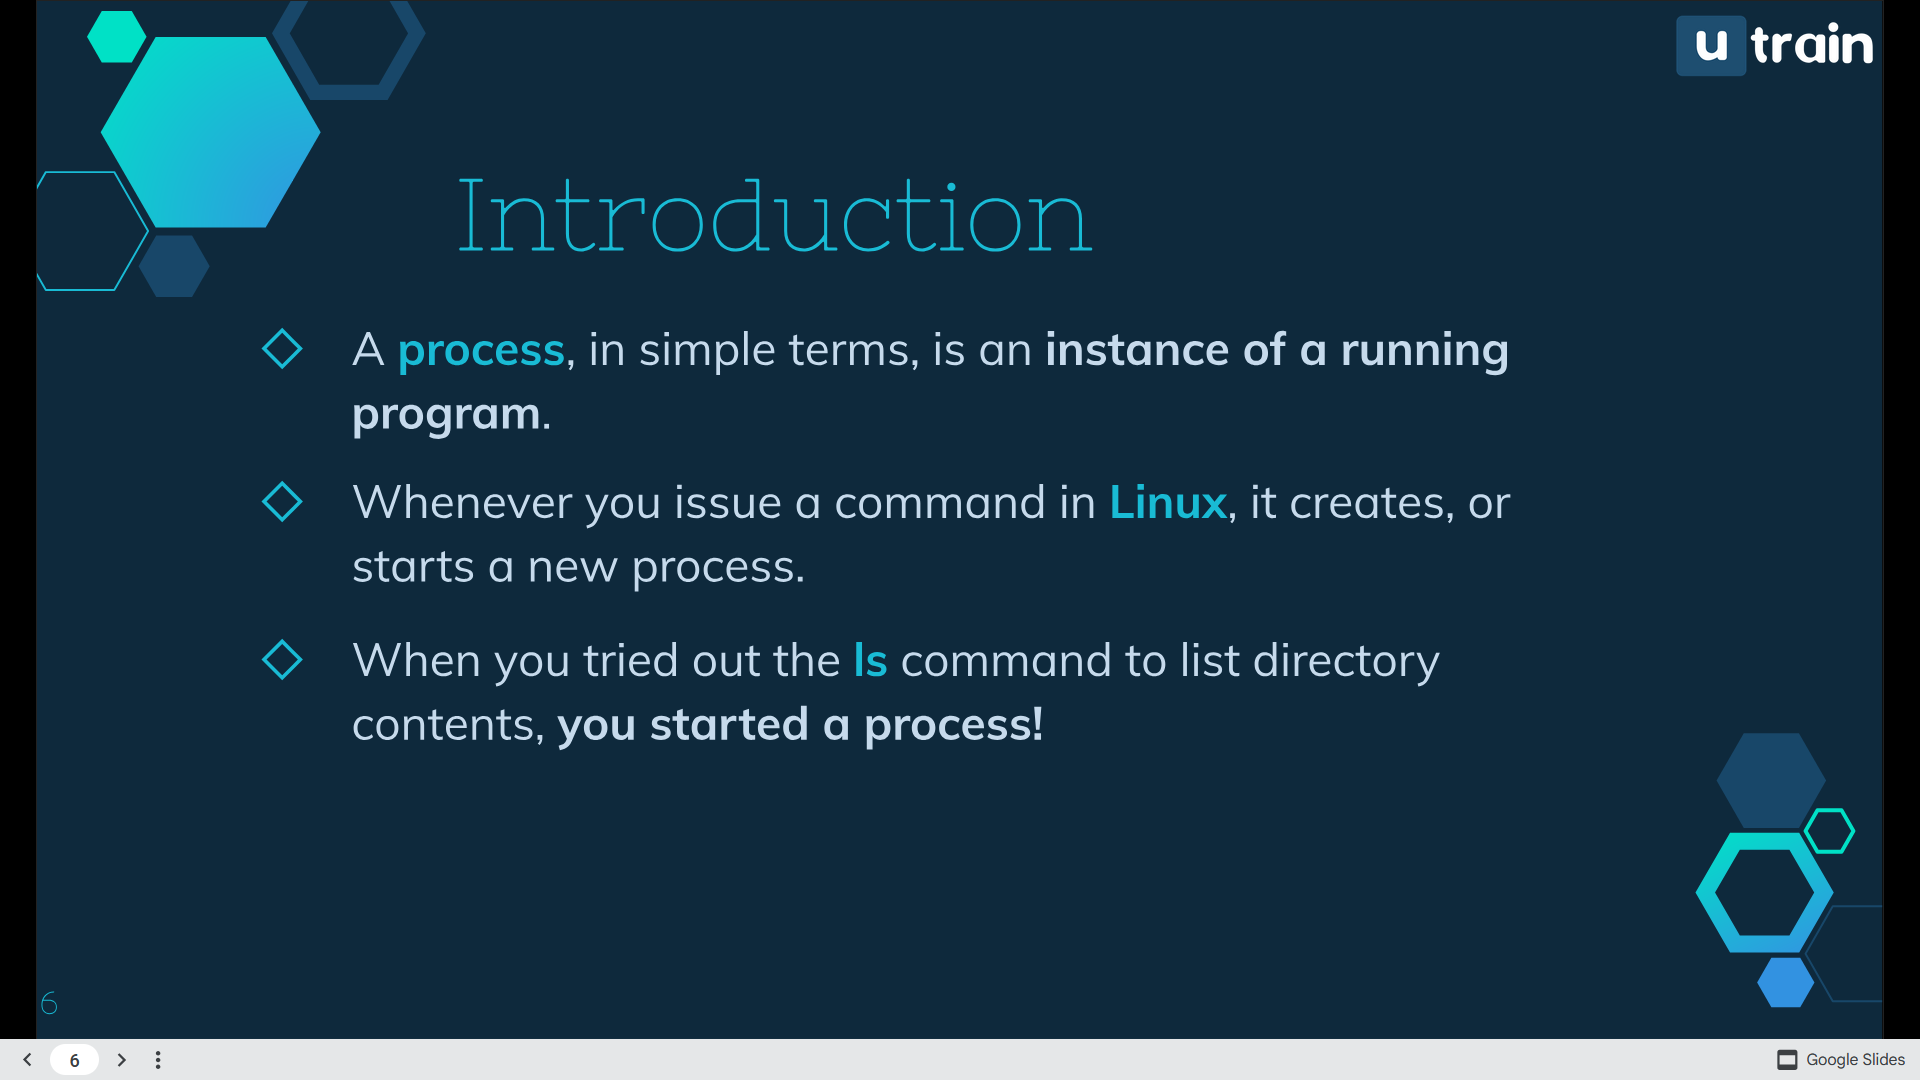 u train
Introduction
A process, in simple terms, is an instance of a running
program.
Whenever you issue a command in Linux, it creates, or
starts a new process.
When you tried out the ls command to list directory
contents, you started a process!
6
6
Google Slides